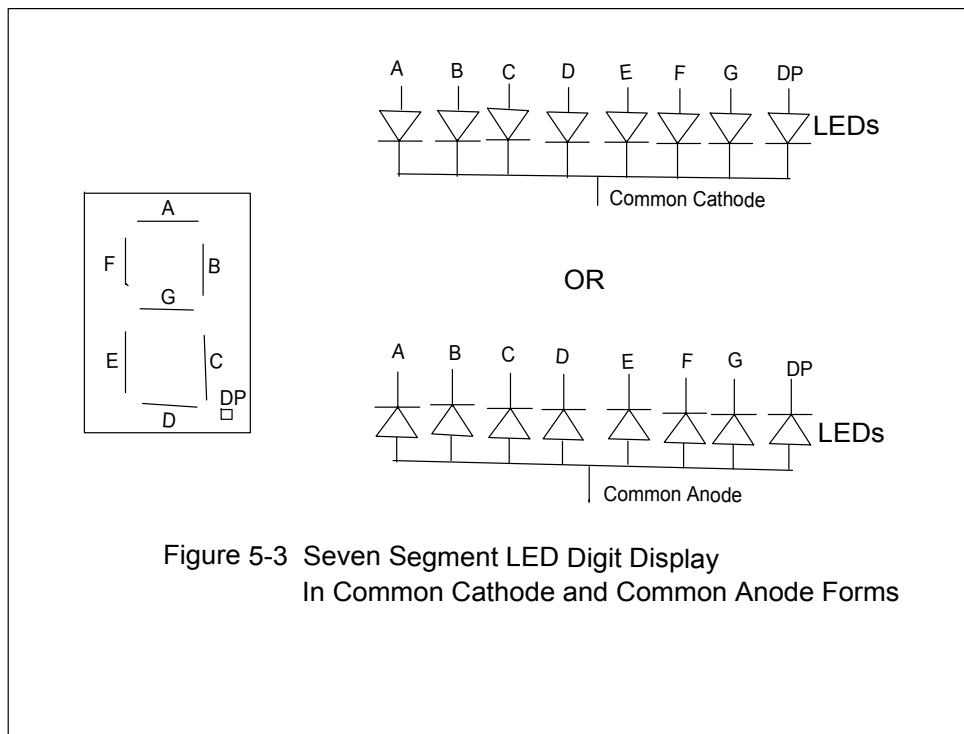 A B C D E F G DP
LEDs
Common Cathode
A
F B
G
E C
DP
D
OR
A B C D E F G DP
LEDs
Common Anode
Figure 5-3 Seven Segment LED Digit Display
In Common Cathode and Common Anode Forms